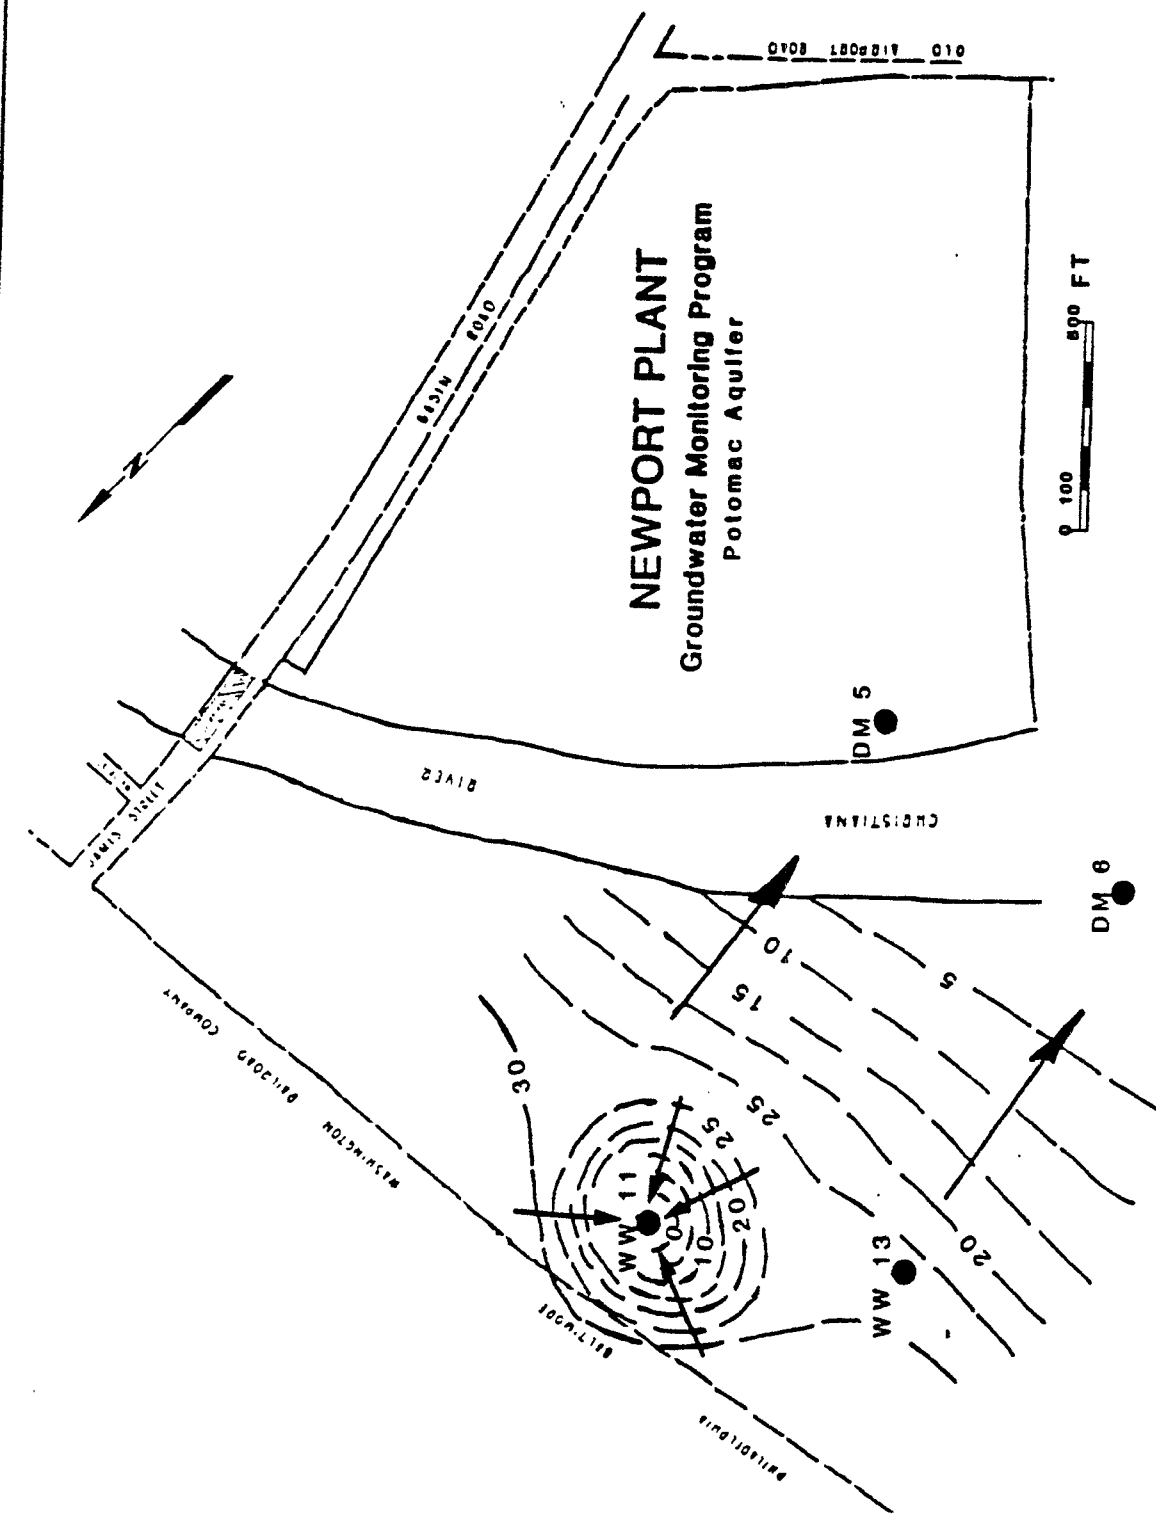 NEWPORT PLANT
Groundwater Monitoring Program
Potomac Aquifer
OLD AIRPORT ROAD
BASIN ROAD
N
0 100 800 FT
JAMES STREET
CHRISTIANA RIVER
DM 5
DM 6
WW 11
WW 13
PHILADELPHIA BALTIMORE WASHINGTON RAILROAD COMPANY
30
25
20
10
0
25
20
15
10
5